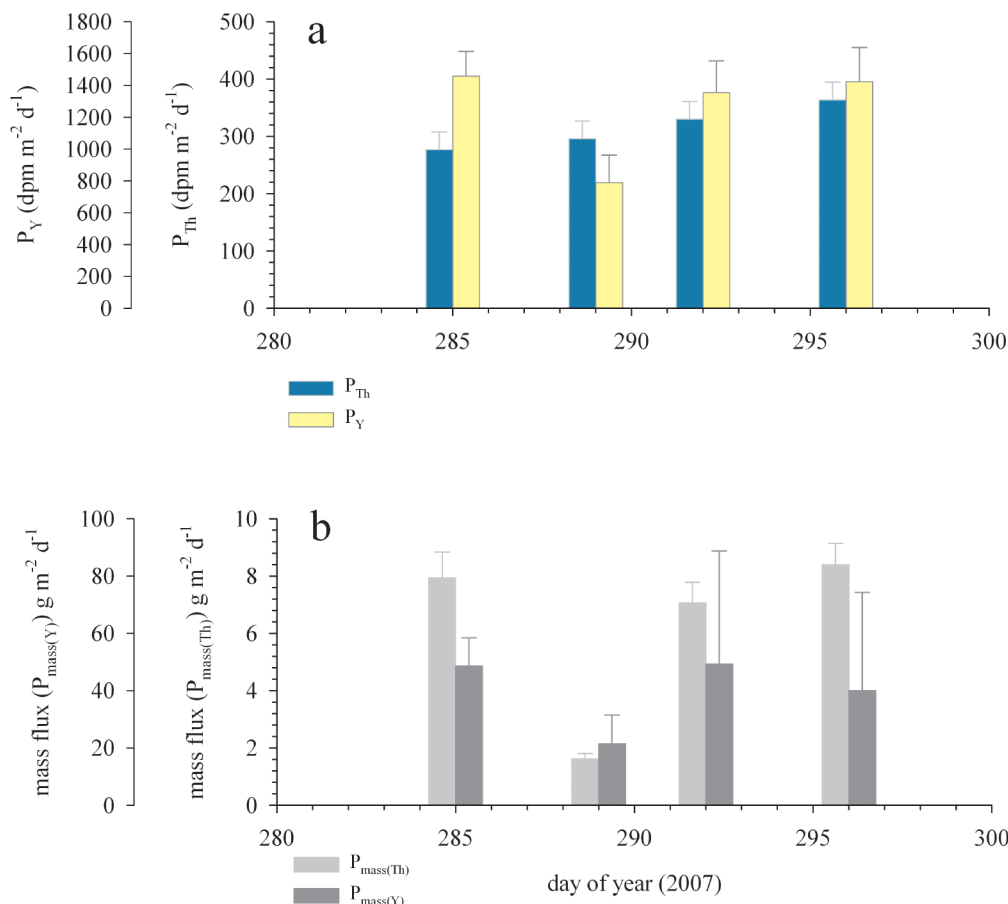 a
P_Y (dpm m^-2 d^-1)
1800
1600
1400
1200
1000
800
600
400
200
0
P_Th (dpm m^-2 d^-1)
500
400
300
200
100
0
280 285 290 295 300
P_Th
P_Y
b
mass flux (P_mass(Y)) g m^-2 d^-1
100
80
60
40
20
0
mass flux (P_mass(Th)) g m^-2 d^-1
10
8
6
4
2
0
280 285 290 295 300
day of year (2007)
P_mass(Th)
P_mass(Y)